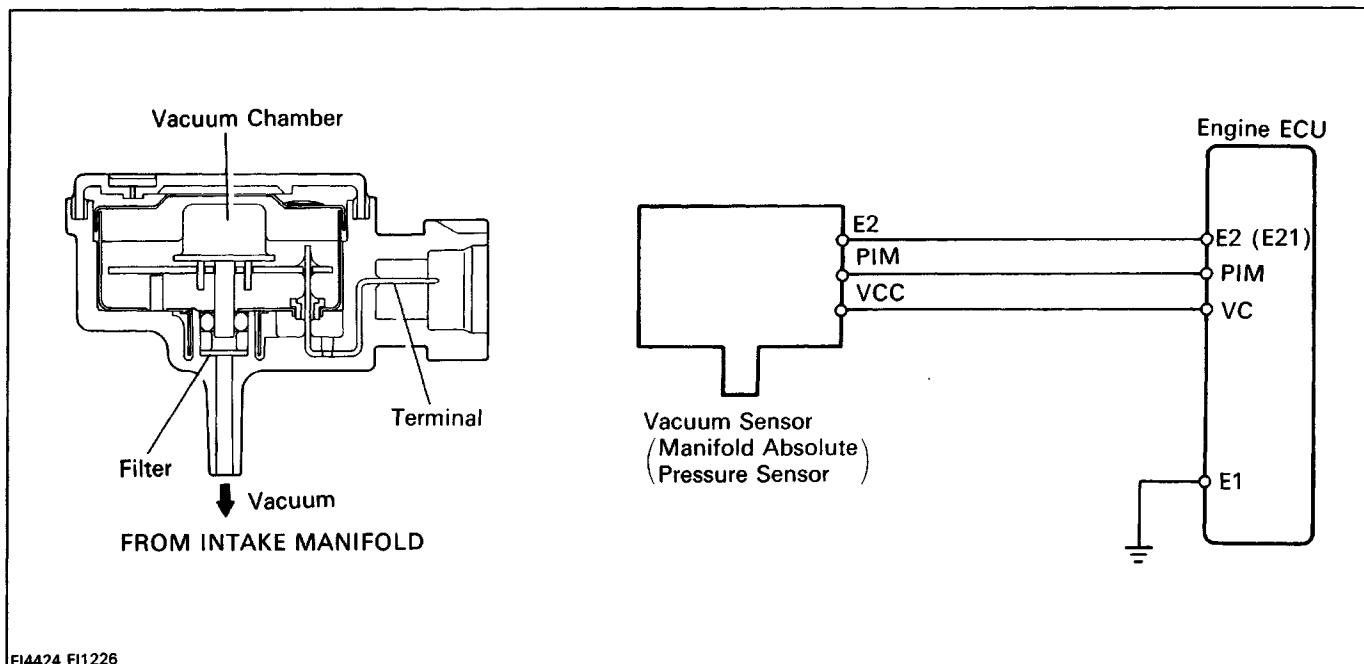 Vacuum Chamber
Terminal
Filter
Vacuum
FROM INTAKE MANIFOLD
Engine ECU
E2
PIM
VCC
E2 (E21)
PIM
VC
E1
Vacuum Sensor
(Manifold Absolute
Pressure Sensor)
FI4424 FI1226